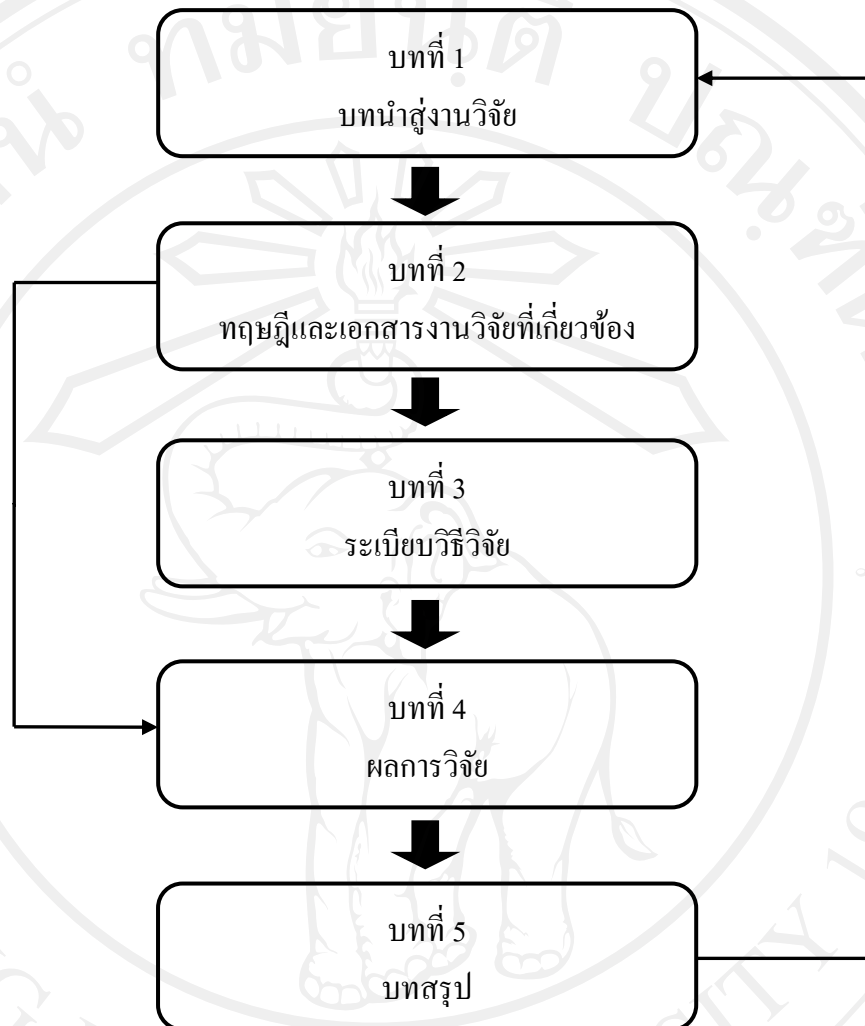 บทที่ 1
บทนำสู่งานวิจัย
บทที่ 2
ทฤษฎีและเอกสารงานวิจัยที่เกี่ยวข้อง
บทที่ 3
ระเบียบวิธีวิจัย
บทที่ 4
ผลการวิจัย
บทที่ 5
บทสรุป